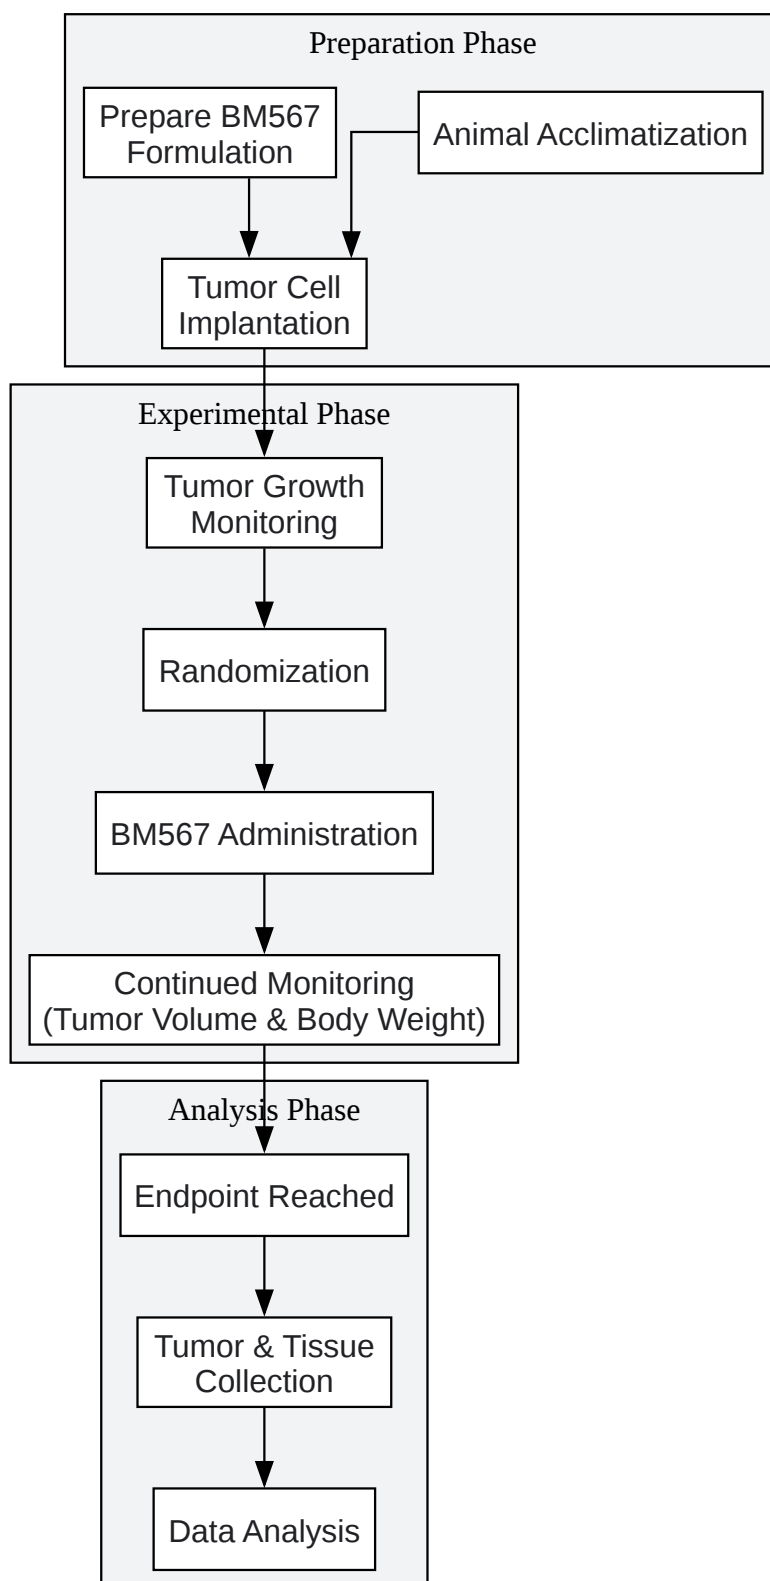 Preparation Phase
Prepare BM567
Formulation
Animal Acclimatization
Tumor Cell
Implantation
Experimental Phase
Tumor Growth
Monitoring
Randomization
BM567 Administration
Continued Monitoring
(Tumor Volume & Body Weight)
Analysis Phase
Endpoint Reached
Tumor & Tissue
Collection
Data Analysis